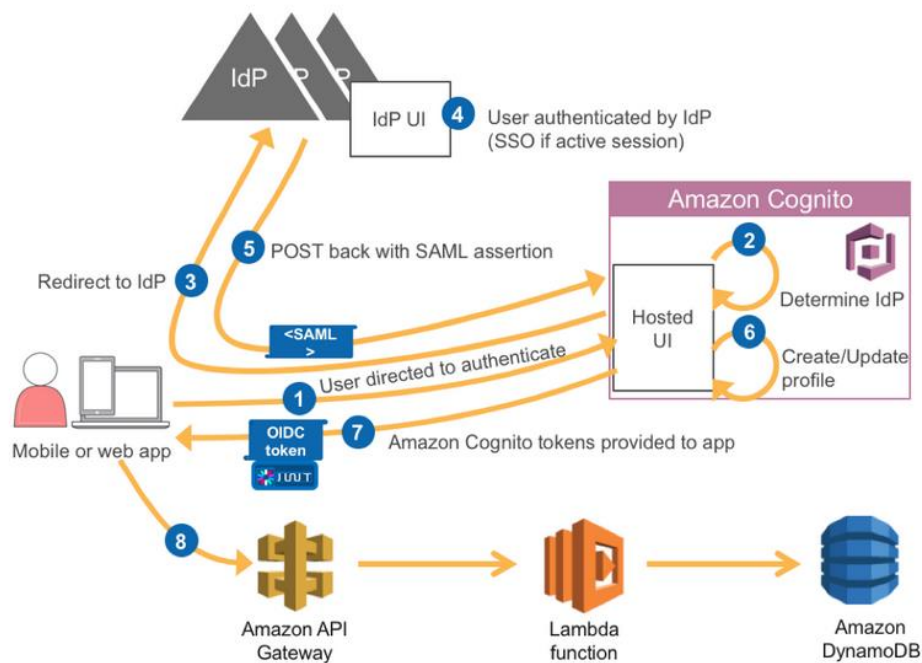 IdP
P
P
IdP UI
4
User authenticated by IdP
(SSO if active session)
Amazon Cognito
2
Determine IdP
5
POST back with SAML assertion
Redirect to IdP
3
<SAML
>
Hosted
UI
6
Create/Update
profile
User directed to authenticate
1
Mobile or web app
OIDC
token
JWT
7
Amazon Cognito tokens provided to app
8
Amazon API
Gateway
Lambda
function
Amazon
DynamoDB